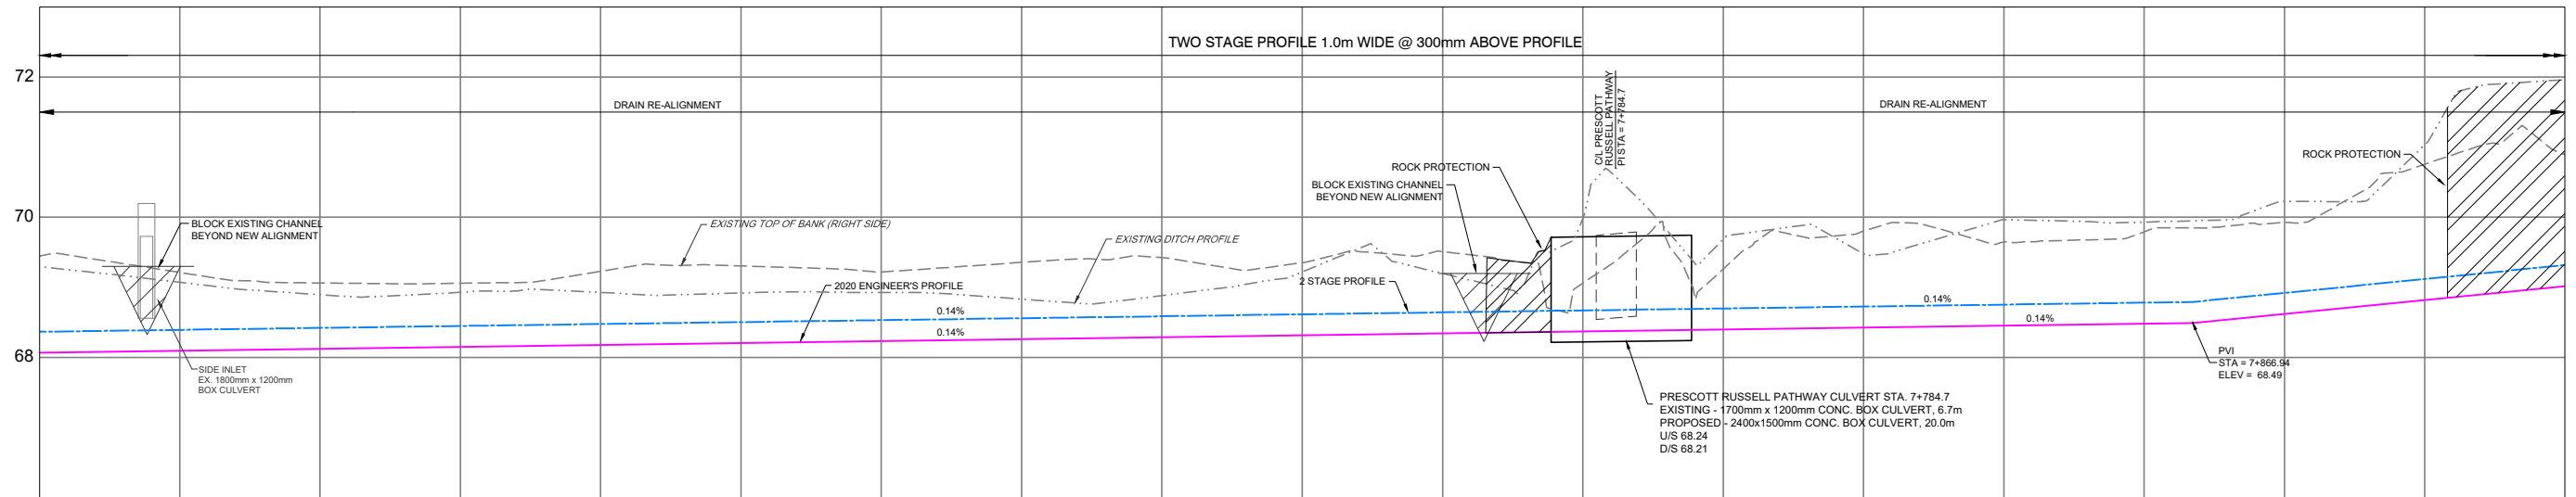 TWO STAGE PROFILE 1.0m WIDE @ 300mm ABOVE PROFILE
72
DRAIN RE-ALIGNMENT
C/L PRESCOTT
RUSSELL PATHWAY
PI STA = 7+784.7
DRAIN RE-ALIGNMENT
ROCK PROTECTION
ROCK PROTECTION
BLOCK EXISTING CHANNEL
BEYOND NEW ALIGNMENT
70
BLOCK EXISTING CHANNEL
BEYOND NEW ALIGNMENT
EXISTING TOP OF BANK (RIGHT SIDE)
EXISTING DITCH PROFILE
2020 ENGINEER'S PROFILE
2 STAGE PROFILE
0.14%
0.14%
0.14%
0.14%
68
SIDE INLET
EX. 1800mm x 1200mm
BOX CULVERT
PVI
STA = 7+866.94
ELEV = 68.49
PRESCOTT RUSSELL PATHWAY CULVERT STA. 7+784.7
EXISTING - 1700mm x 1200mm CONC. BOX CULVERT, 6.7m
PROPOSED - 2400x1500mm CONC. BOX CULVERT, 20.0m
U/S 68.24
D/S 68.21